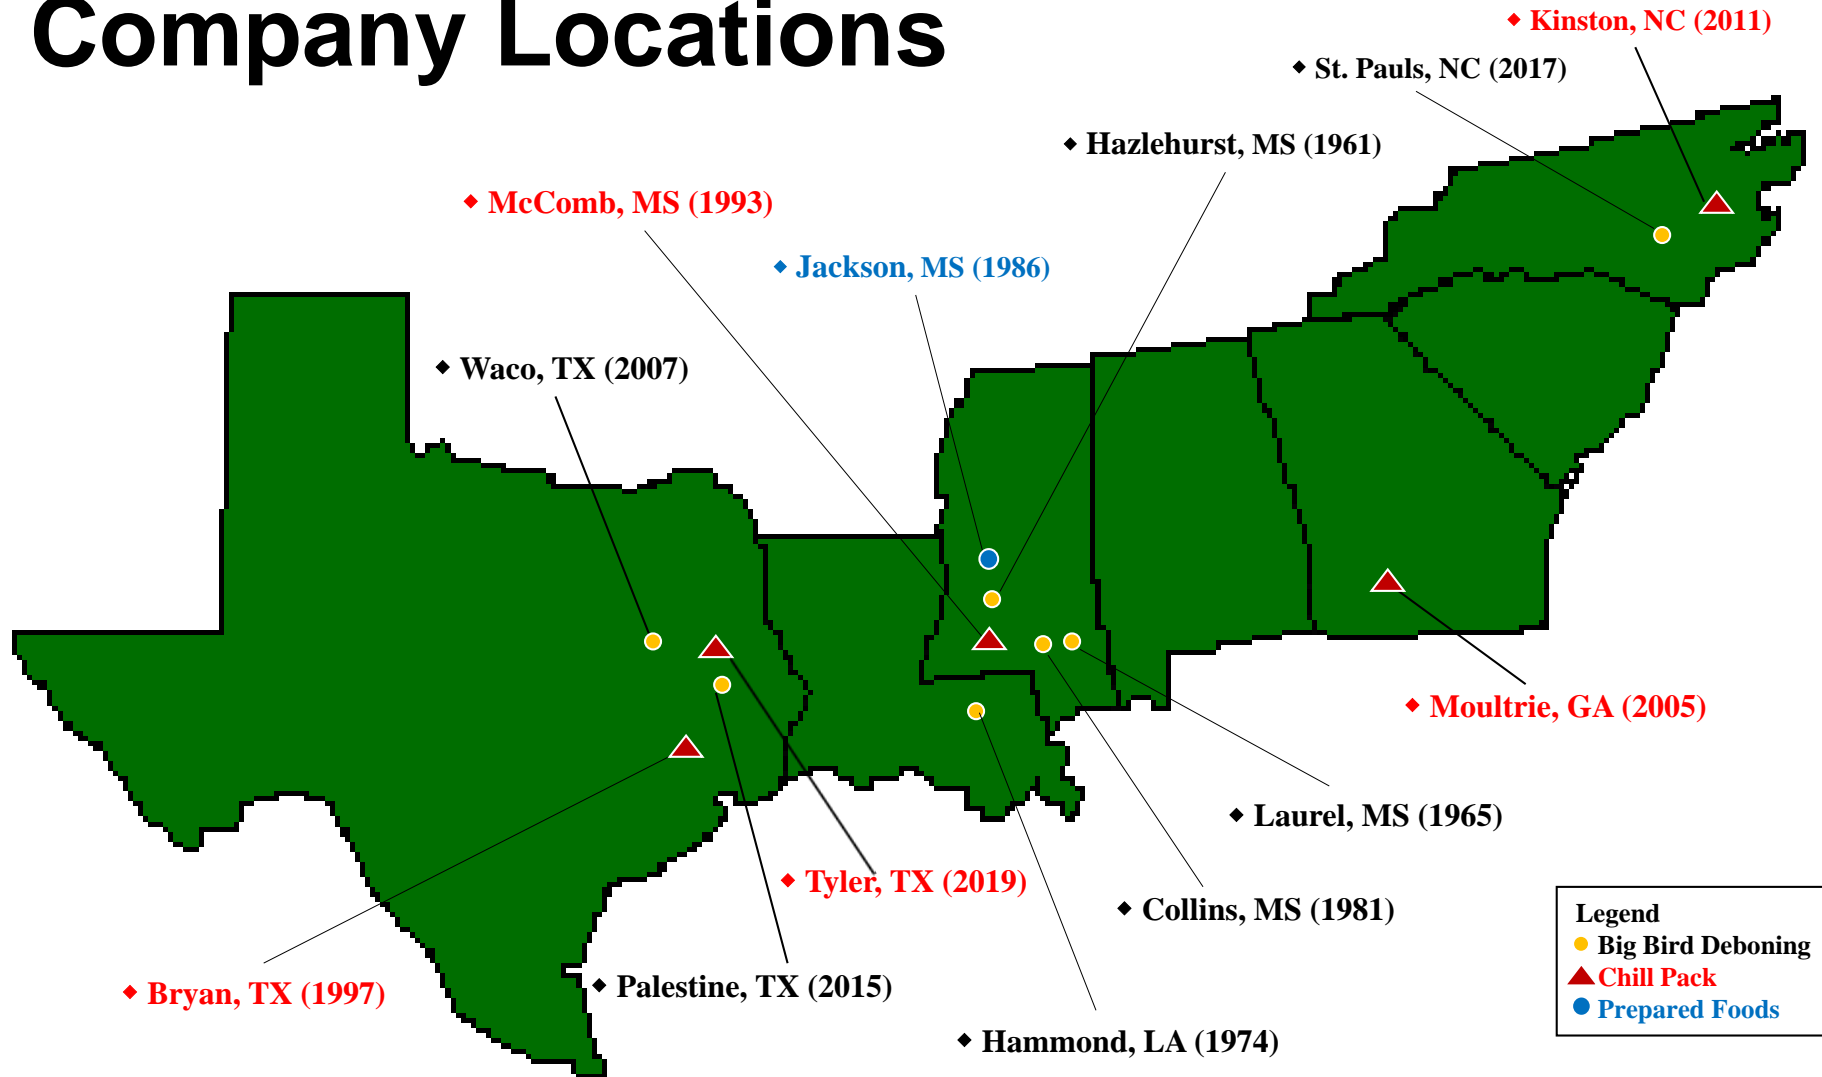 Company Locations
◆ Kinston, NC (2011)
◆ St. Pauls, NC (2017)
◆ Hazlehurst, MS (1961)
◆ McComb, MS (1993)
◆ Jackson, MS (1986)
◆ Waco, TX (2007)
◆ Moultrie, GA (2005)
◆ Laurel, MS (1965)
◆ Tyler, TX (2019)
◆ Collins, MS (1981)
◆ Palestine, TX (2015)
◆ Bryan, TX (1997)
◆ Hammond, LA (1974)
Legend
Big Bird Deboning
Chill Pack
Prepared Foods